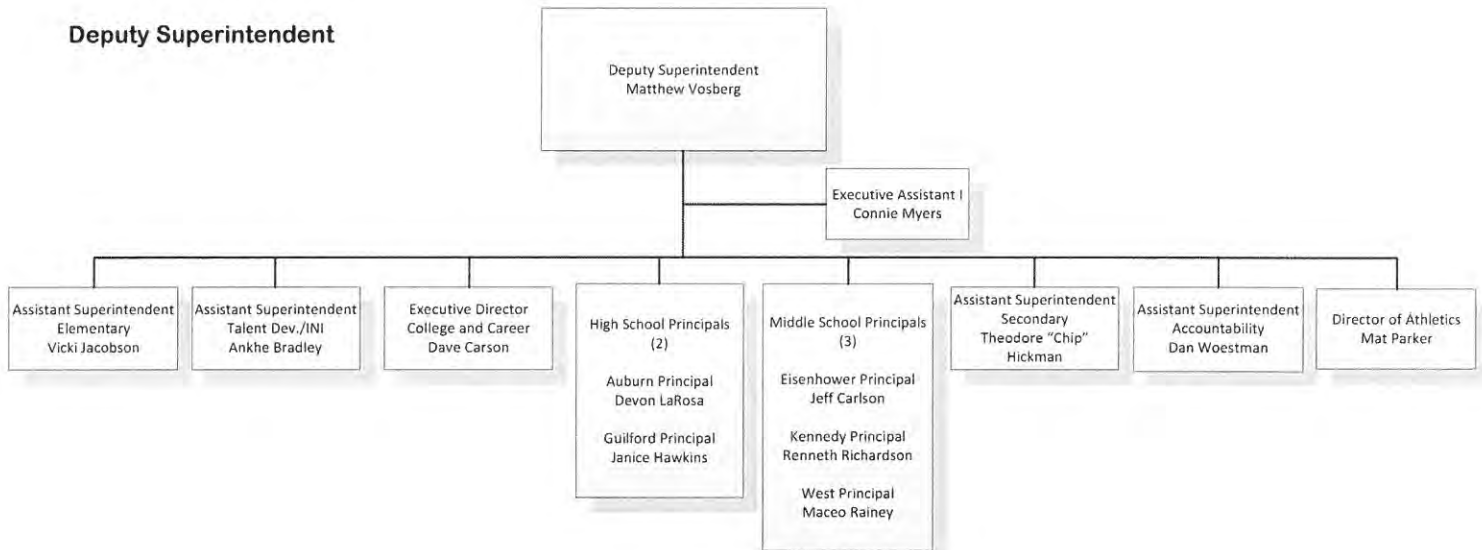 Deputy Superintendent
Deputy Superintendent
Matthew Vosberg
Executive Assistant I
Connie Myers
Assistant Superintendent
Elementary
Vicki Jacobson
Assistant Superintendent
Talent Dev./INI
Ankhe Bradley
Executive Director
College and Career
Dave Carson
High School Principals
(2)
Auburn Principal
Devon LaRosa
Guilford Principal
Janice Hawkins
Middle School Principals
(3)
Eisenhower Principal
Jeff Carlson
Kennedy Principal
Renneth Richardson
West Principal
Maceo Rainey
Assistant Superintendent
Secondary
Theodore “Chip”
Hickman
Assistant Superintendent
Accountability
Dan Woestman
Director of Athletics
Mat Parker